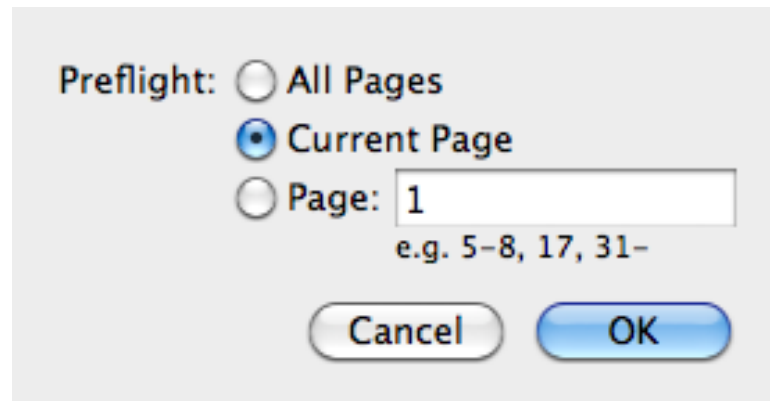 Preflight: All Pages
Current Page
Page: 1
e.g. 5-8, 17, 31-
Cancel OK